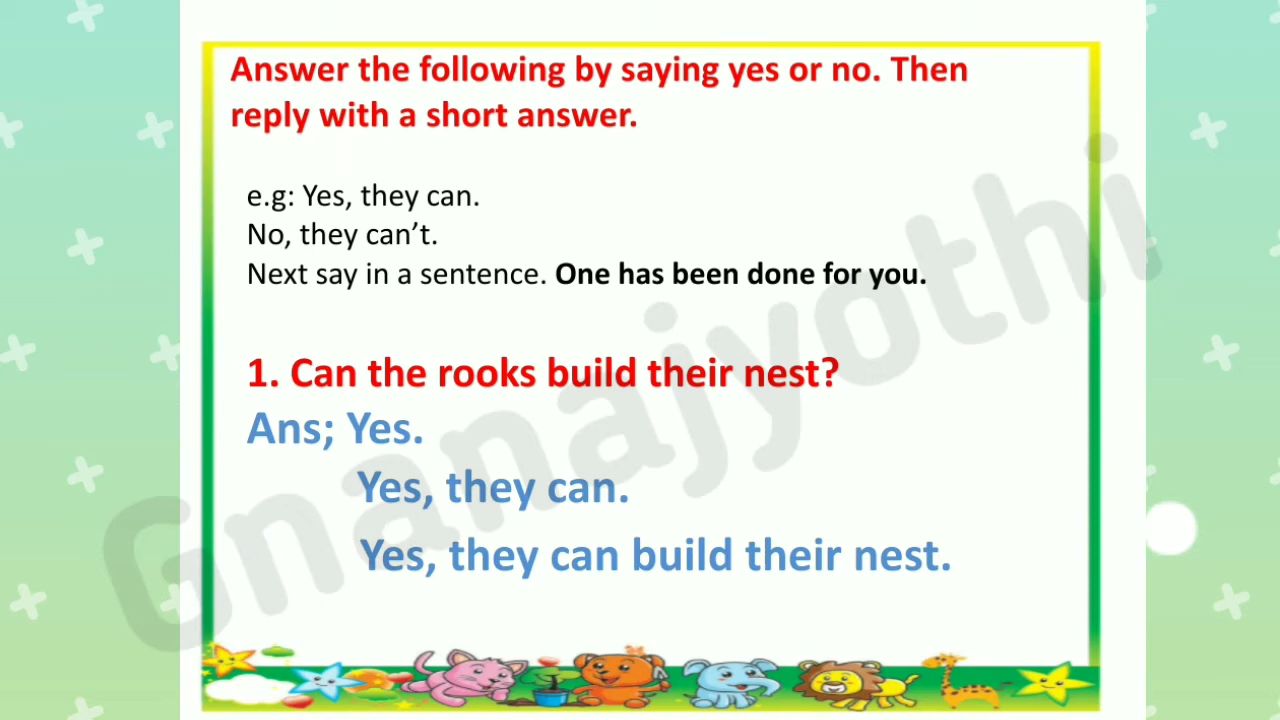 Answer the following by saying yes or no. Then
reply with a short answer.
e.g: Yes, they can.
No, they can’t.
Next say in a sentence. One has been done for you.
1. Can the rooks build their nest?
Ans; Yes.
Yes, they can.
Yes, they can build their nest.
Gnanajyothi